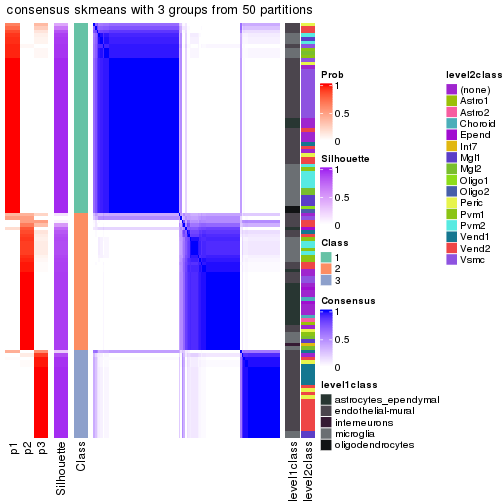 consensus skmeans with 3 groups from 50 partitions
p1
p2
p3
Silhouette
Class
level1class
level2class
Prob
1
0.5
0
Silhouette
1
0.5
0
Class
1
2
3
Consensus
1
0.5
0
level1class
astrocytes_ependymal
endothelial-mural
interneurons
microglia
oligodendrocytes
level2class
(none)
Astro1
Astro2
Choroid
Epend
Int7
Mgl1
Mgl2
Oligo1
Oligo2
Peric
Pvm1
Pvm2
Vend1
Vend2
Vsmc